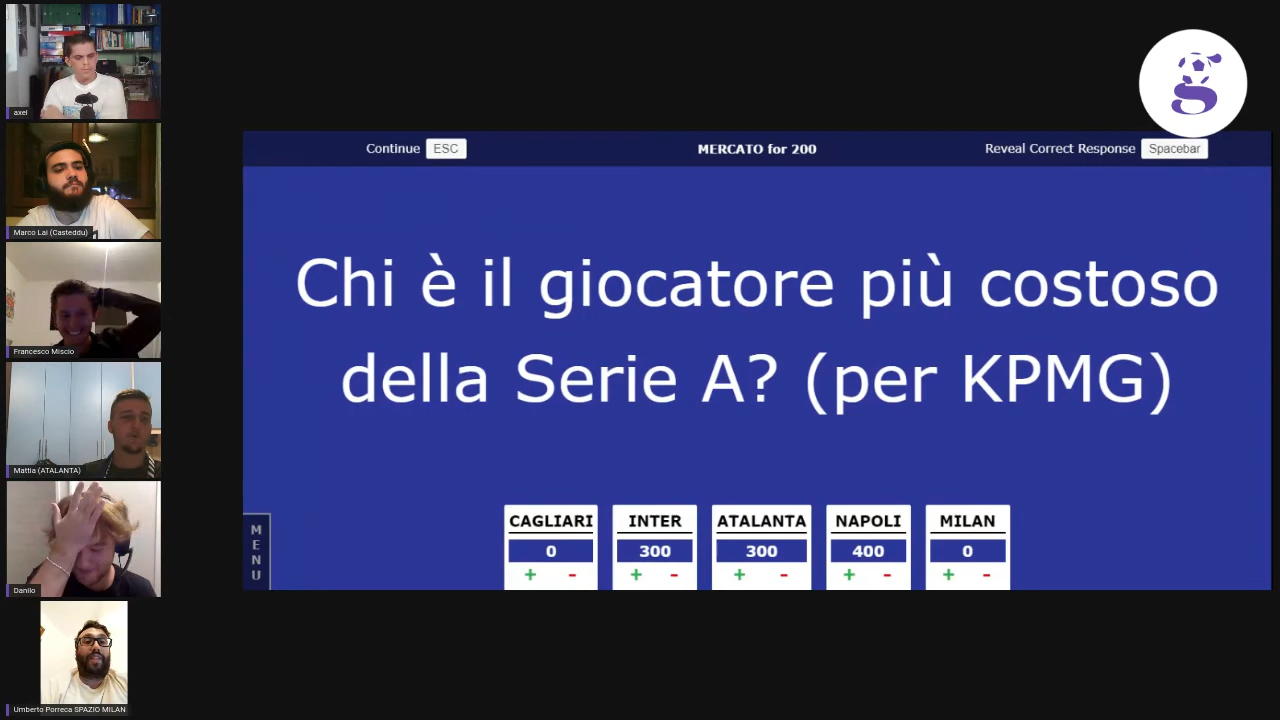 axel
Marco Lai (Casteddu)
Francesco Miscio
Mattia (ATALANTA)
Danilo
Umberto Porreca SPAZIO MILAN
g
Continue ESC
MERCATO for 200
Reveal Correct Response Spacebar
Chi è il giocatore più costoso
della Serie A? (per KPMG)
MENU
CAGLIARI INTER ATALANTA NAPOLI MILAN
0 300 300 400 0
+ - + - + - + - + -